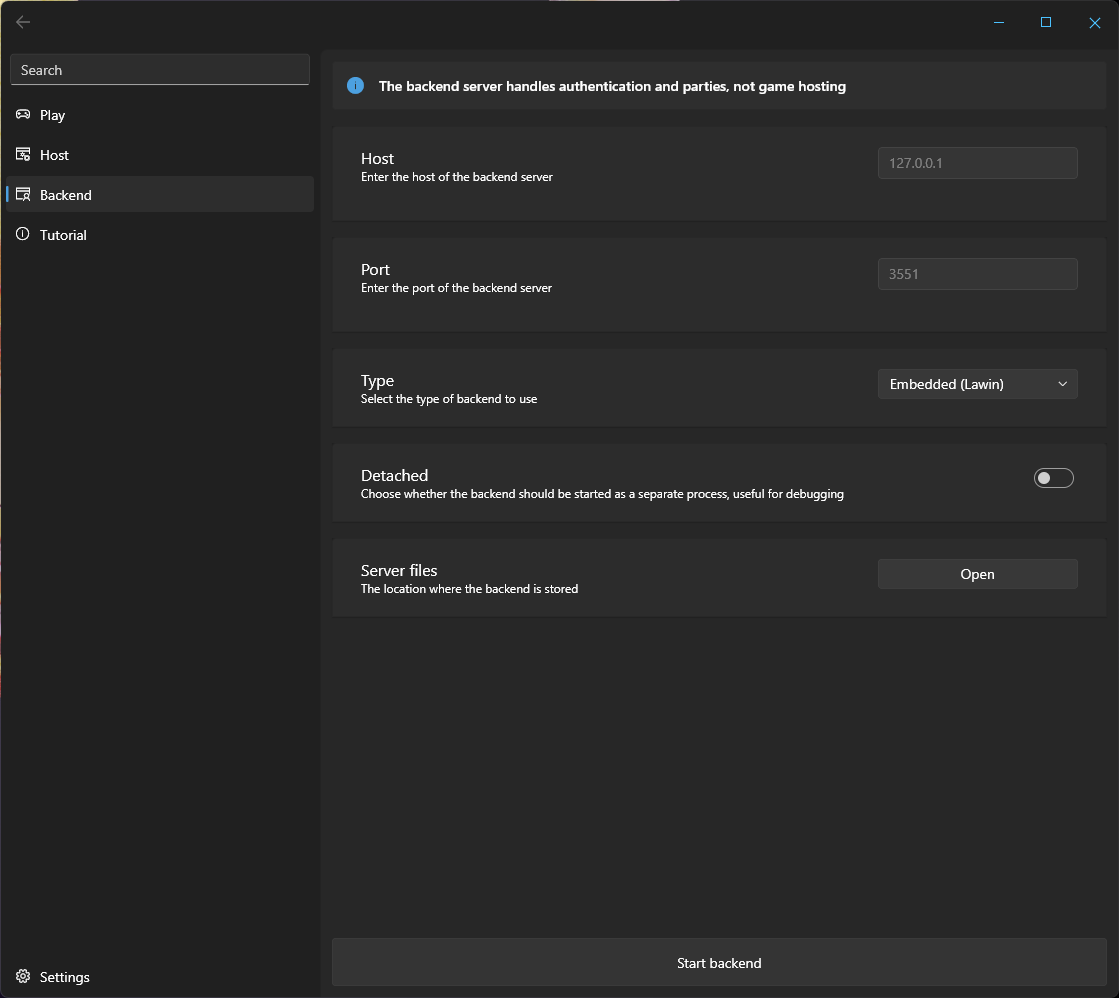 Search
Play
Host
Backend
Tutorial
Settings
The backend server handles authentication and parties, not game hosting
Host
Enter the host of the backend server
127.0.0.1
Port
Enter the port of the backend server
3551
Type
Select the type of backend to use
Embedded (Lawin)
Detached
Choose whether the backend should be started as a separate process, useful for debugging
Server files
The location where the backend is stored
Open
Start backend